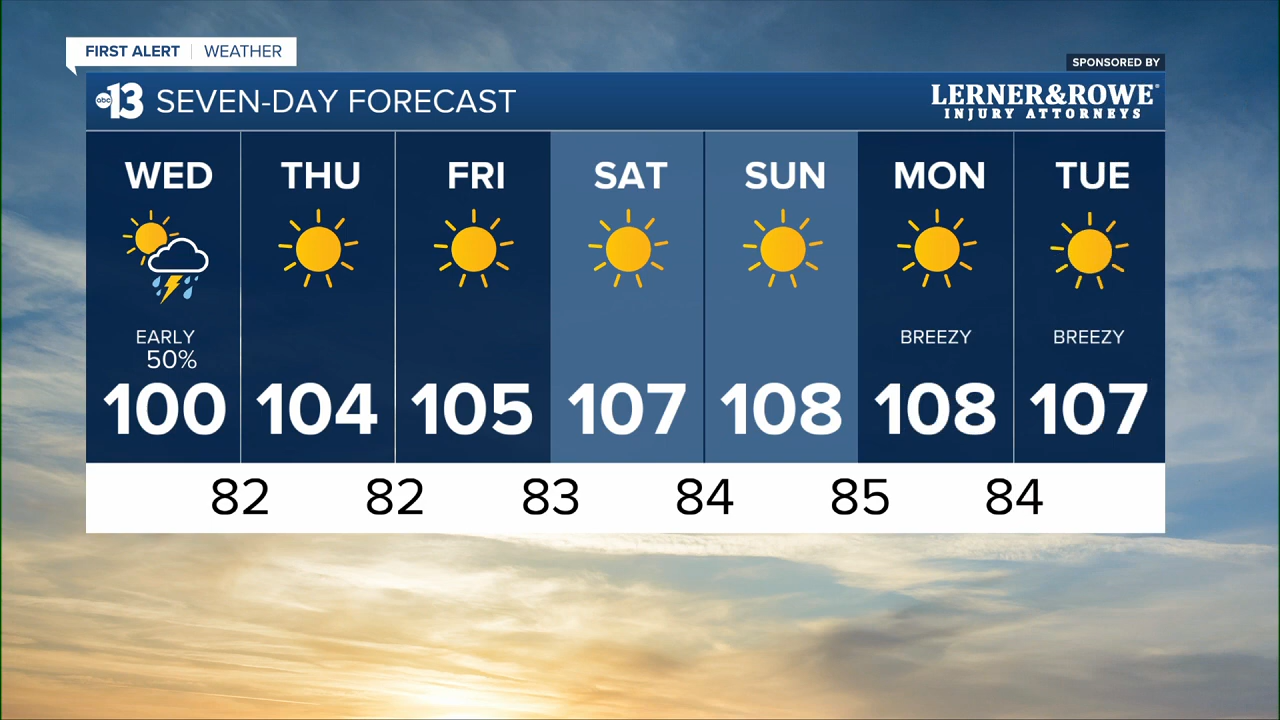 FIRST ALERT | WEATHER
SPONSORED BY
abc 13 SEVEN-DAY FORECAST
LERNER&ROWE®
INJURY ATTORNEYS
WED THU FRI SAT SUN MON TUE
EARLY BREEZY BREEZY
50%
100 104 105 107 108 108 107
82 82 83 84 85 84